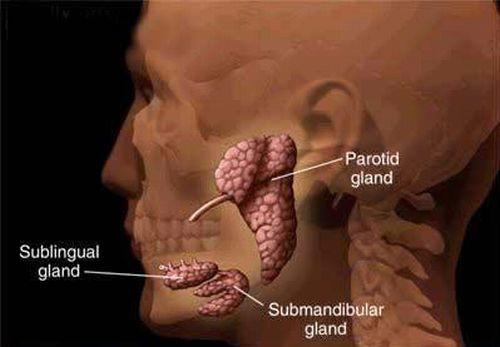 Parotid
gland
Sublingual
gland
Submandibular
gland